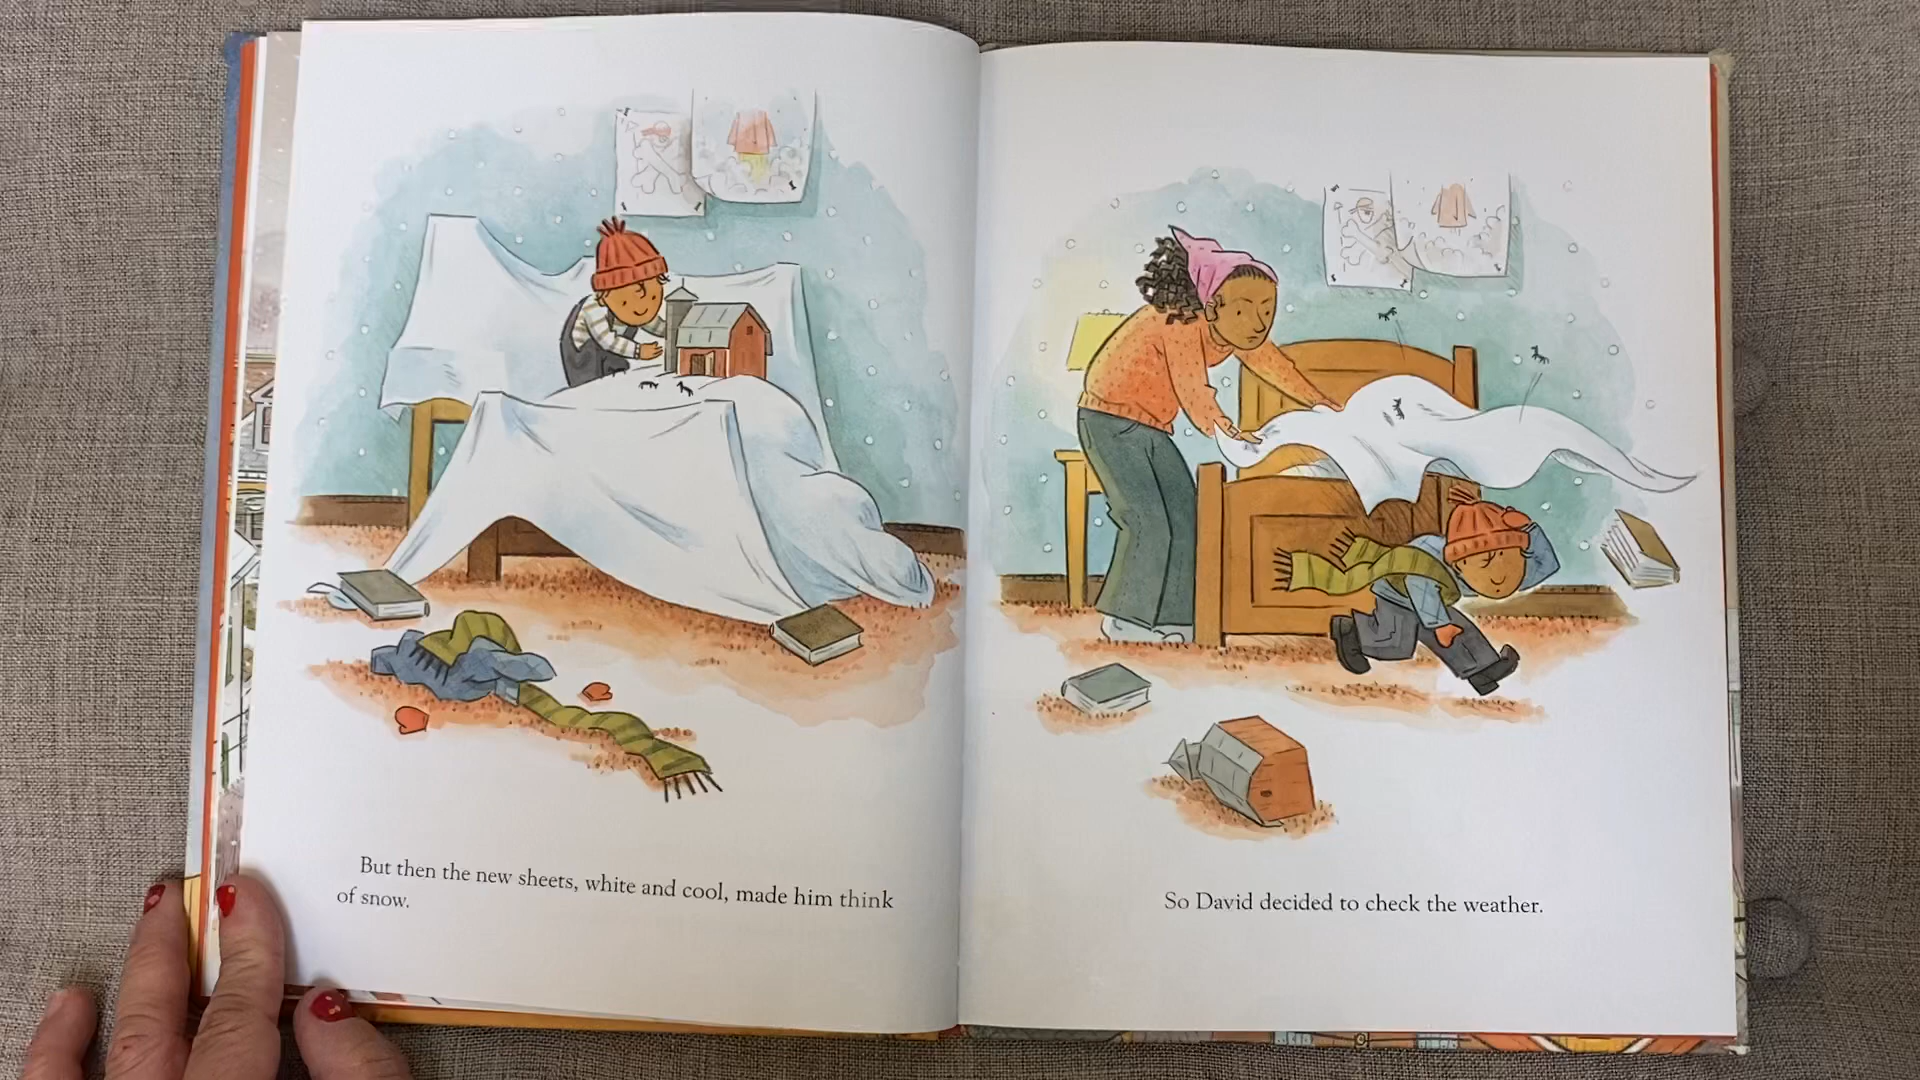 But then the new sheets, white and cool, made him think
of snow.
So David decided to check the weather.